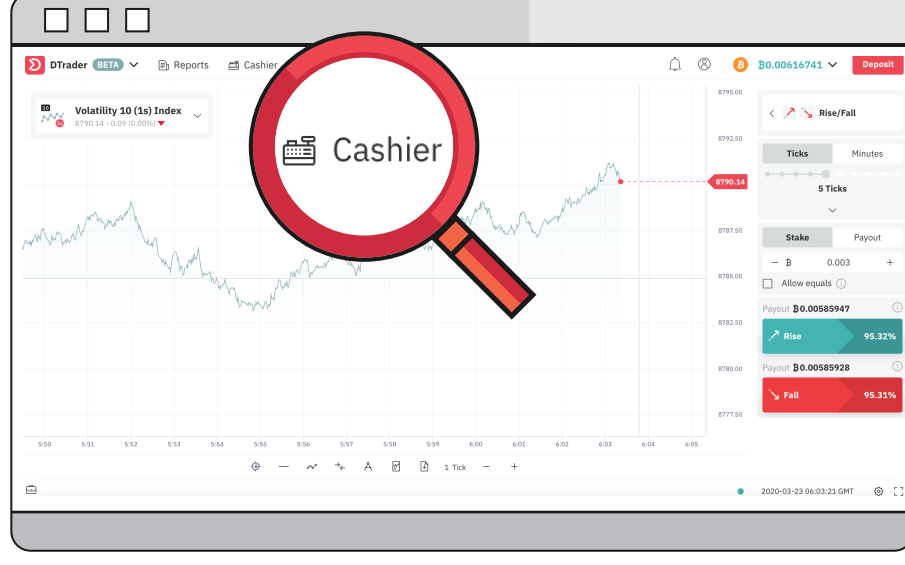 DTrader BETA Reports Cashier ₿0.00616741 Deposit
Cashier
10
Volatility 10 (1s) Index
1s
8790.14 - 0.09 (0.00%)
8795.00
8792.50
8790.14
8787.50
8785.00
8782.50
8780.00
8777.50
5:50 5:51 5:52 5:53 5:54 5:55 5:56 5:57 5:58 5:59 6:00 6:01 6:02 6:03 6:04 6:05
1 Tick
Rise/Fall
Ticks Minutes
5 Ticks
Stake Payout
− ₿ 0.003 +
Allow equals
Payout ₿0.00585947
Rise 95.32%
Payout ₿0.00585928
Fall 95.31%
2020-03-23 06:03:21 GMT